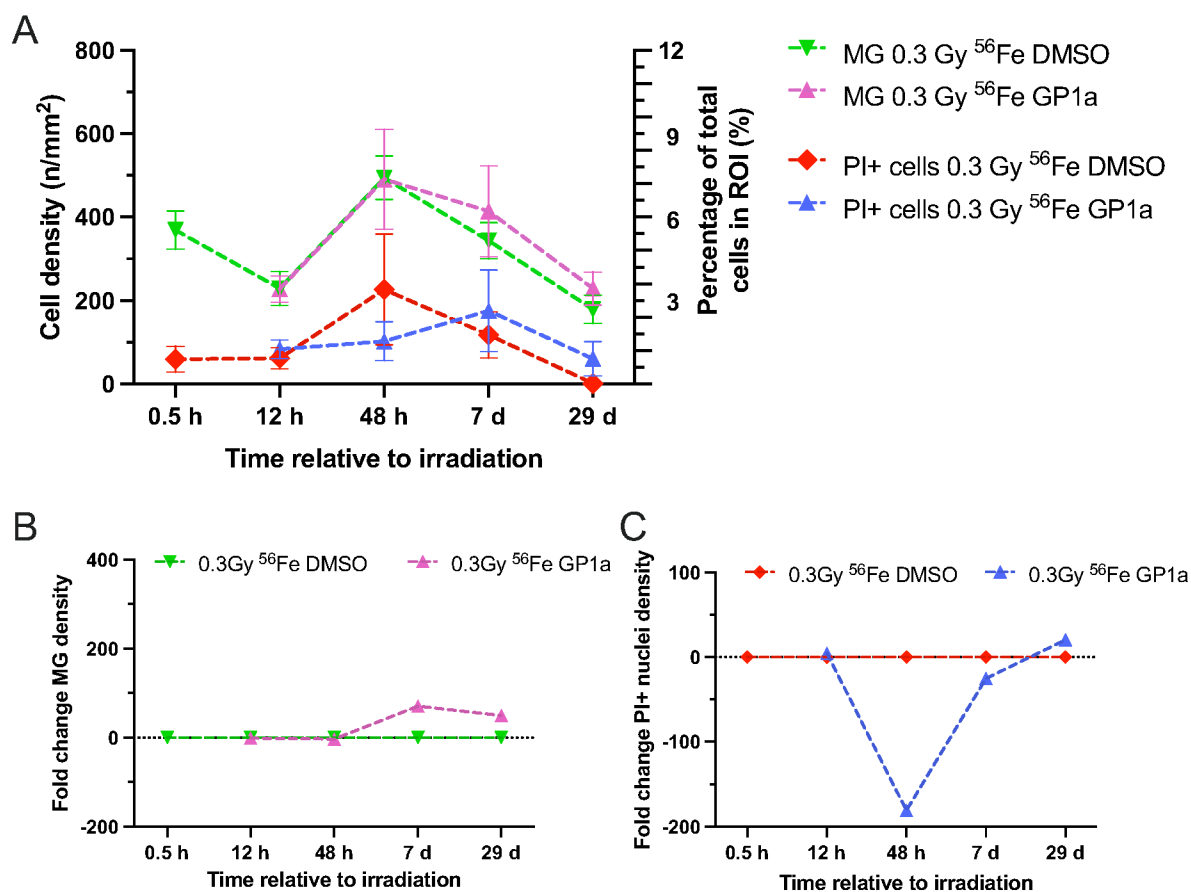 A
800
600
400
200
0
Cell density (n/mm²)
0.5 h
12 h
48 h
7 d
29 d
Time relative to irradiation
12
9
6
3
Percentage of total
cells in ROI (%)
MG 0.3 Gy ⁵⁶Fe DMSO
MG 0.3 Gy ⁵⁶Fe GP1a
PI+ cells 0.3 Gy ⁵⁶Fe DMSO
PI+ cells 0.3 Gy ⁵⁶Fe GP1a
B
0.3Gy ⁵⁶Fe DMSO
0.3Gy ⁵⁶Fe GP1a
400
200
0
-200
Fold change MG density
0.5 h
12 h
48 h
7 d
29 d
Time relative to irradiation
C
0.3Gy ⁵⁶Fe DMSO
0.3Gy ⁵⁶Fe GP1a
100
0
-100
-200
Fold change PI+ nuclei density
0.5 h
12 h
48 h
7 d
29 d
Time relative to irradiation